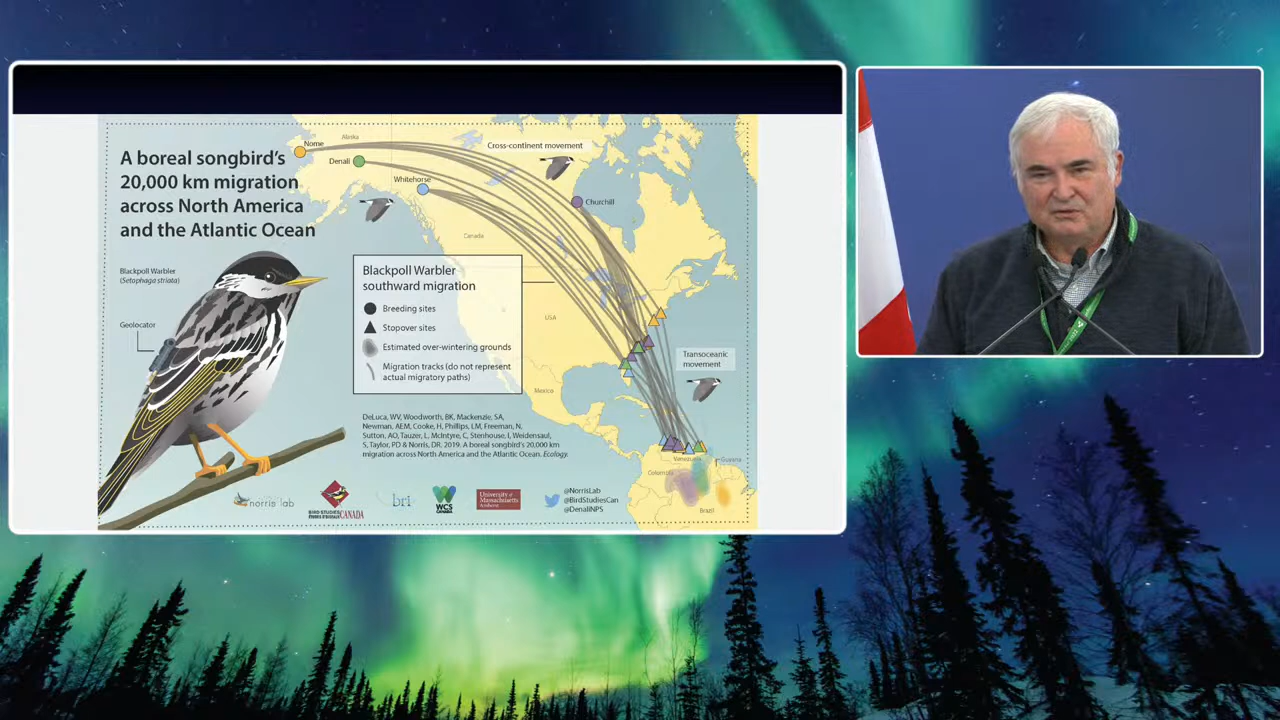 A boreal songbird's
20,000 km migration
across North America
and the Atlantic Ocean
Blackpoll Warbler
(Setophaga striata)
Geolocator
Nome
Alaska
Denali
Whitehorse
Cross-continent movement
Churchill
Canada
Blackpoll Warbler
southward migration
Breeding sites
Stopover sites
Estimated over-wintering grounds
Migration tracks (do not represent
actual migratory paths)
USA
Mexico
Transoceanic
movement
Venezuela
Guyana
Colombia
Brazil
DeLuca, WV, Woodworth, BK, Mackenzie, SA,
Newman, AEM, Cooke, H, Phillips, LM, Freeman, N.
Sutton, AO, Tauzer, L, McIntyre, C, Stenhouse, I, Weidensaul,
S, Taylor, PD & Norris, DR. 2019. A boreal songbird's 20,000 km
migration across North America and the Atlantic Ocean. Ecology.
norris lab
BIRD STUDIES
CANADA
bri
WCS
CANADA
University of
Massachusetts
Amherst
@NorrisLab
@BirdStudiesCan
@DenaliNPS